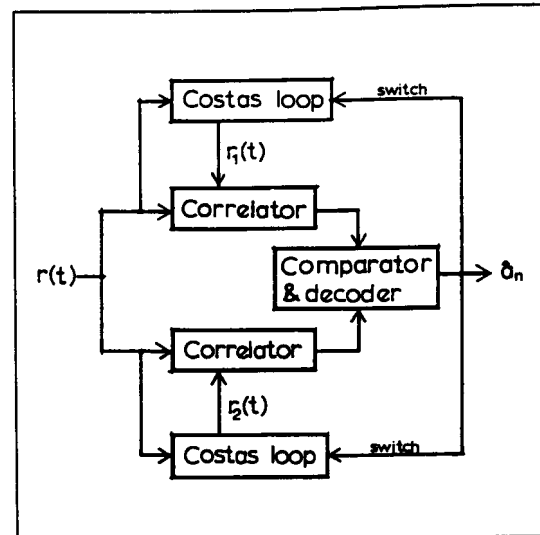 switch
Costas loop
r₁(t)
Correlator
r(t)
Comparator
& decoder
âₙ
Correlator
r₂(t)
switch
Costas loop